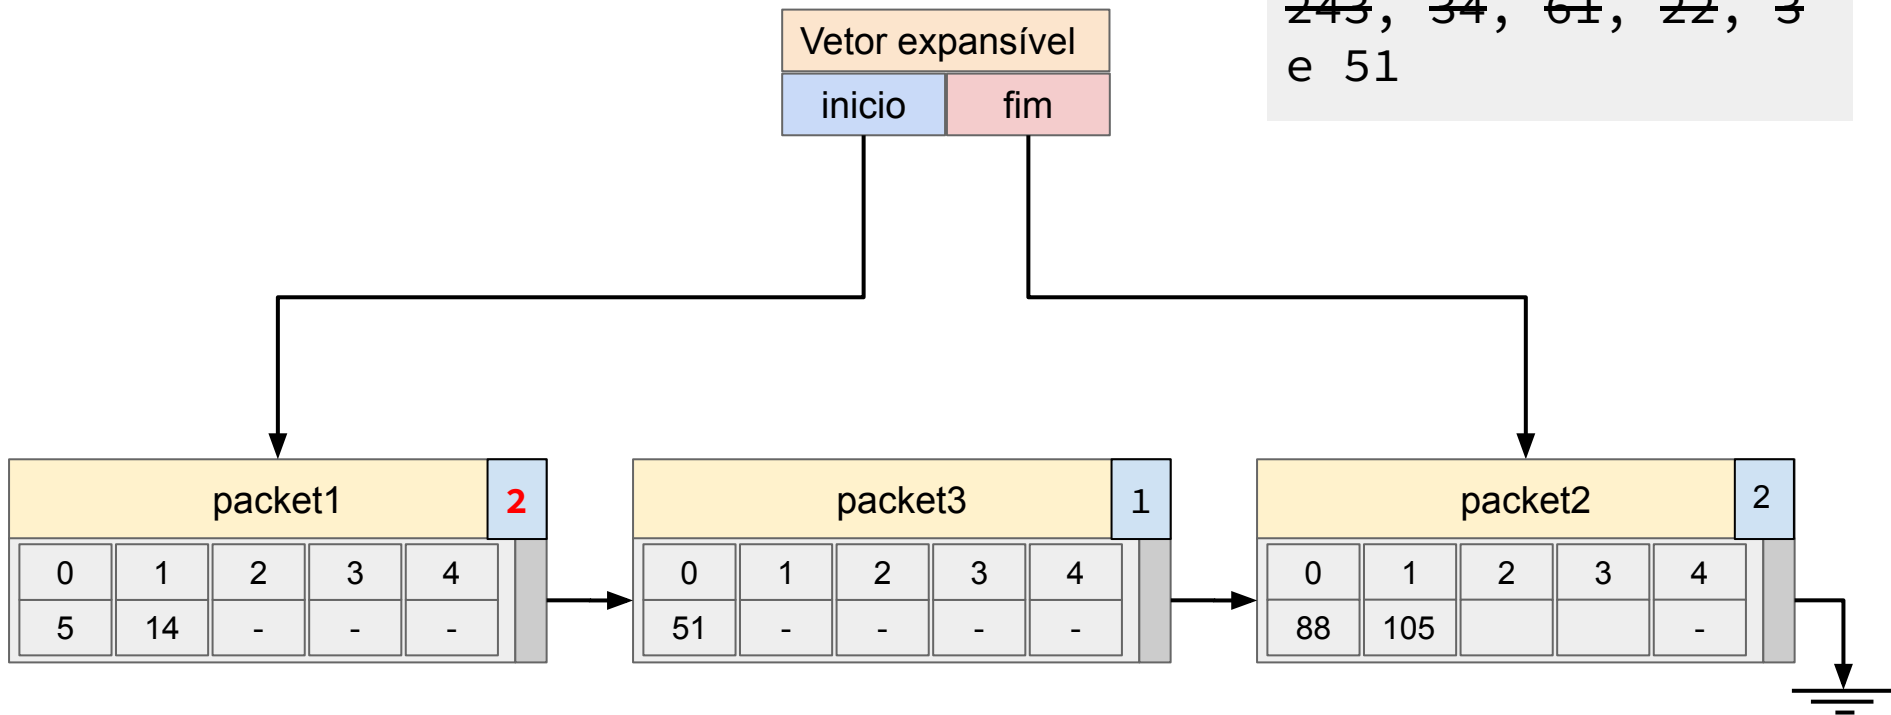 243, 34, 61, 22, 3
e 51
Vetor expansível
inicio fim
packet1 2
0 1 2 3 4
5 14 - - -
packet3 1
0 1 2 3 4
51 - - - -
packet2 2
0 1 2 3 4
88 105 -